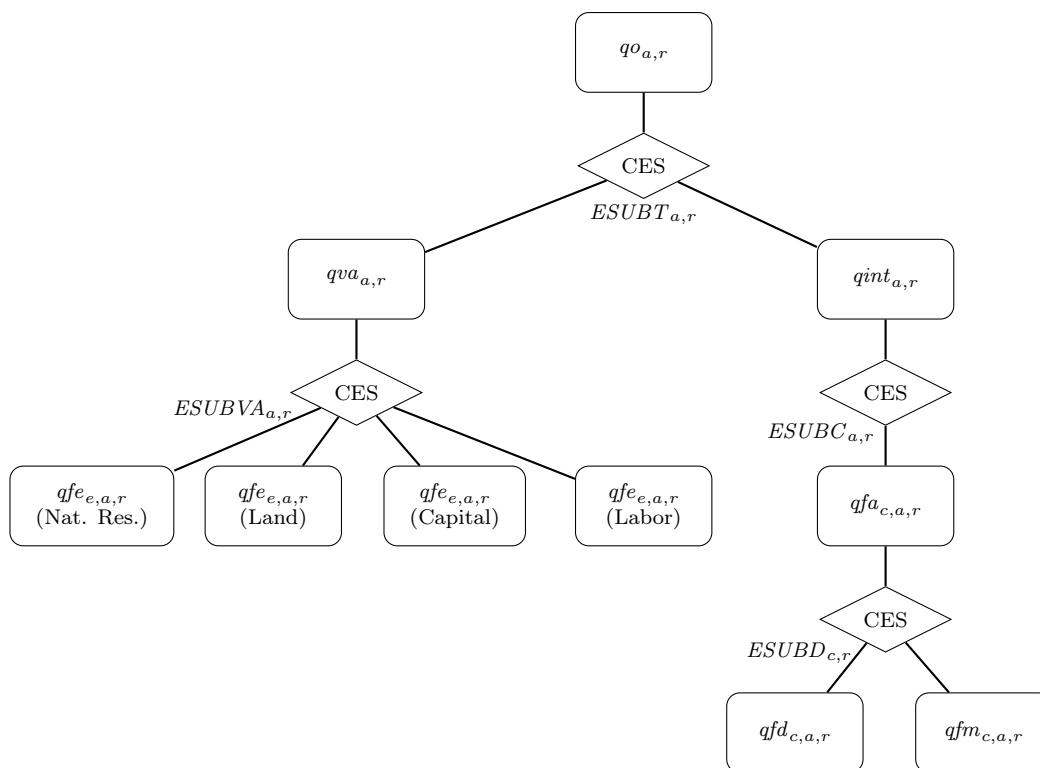 qo_{a,r}
CES
ESUBT_{a,r}
qva_{a,r}
qint_{a,r}
CES
CES
ESUBVA_{a,r}
ESUBC_{a,r}
qfe_{e,a,r}
(Nat. Res.)
qfe_{e,a,r}
(Land)
qfe_{e,a,r}
(Capital)
qfe_{e,a,r}
(Labor)
qfa_{c,a,r}
CES
ESUBD_{c,r}
qfd_{c,a,r}
qfm_{c,a,r}